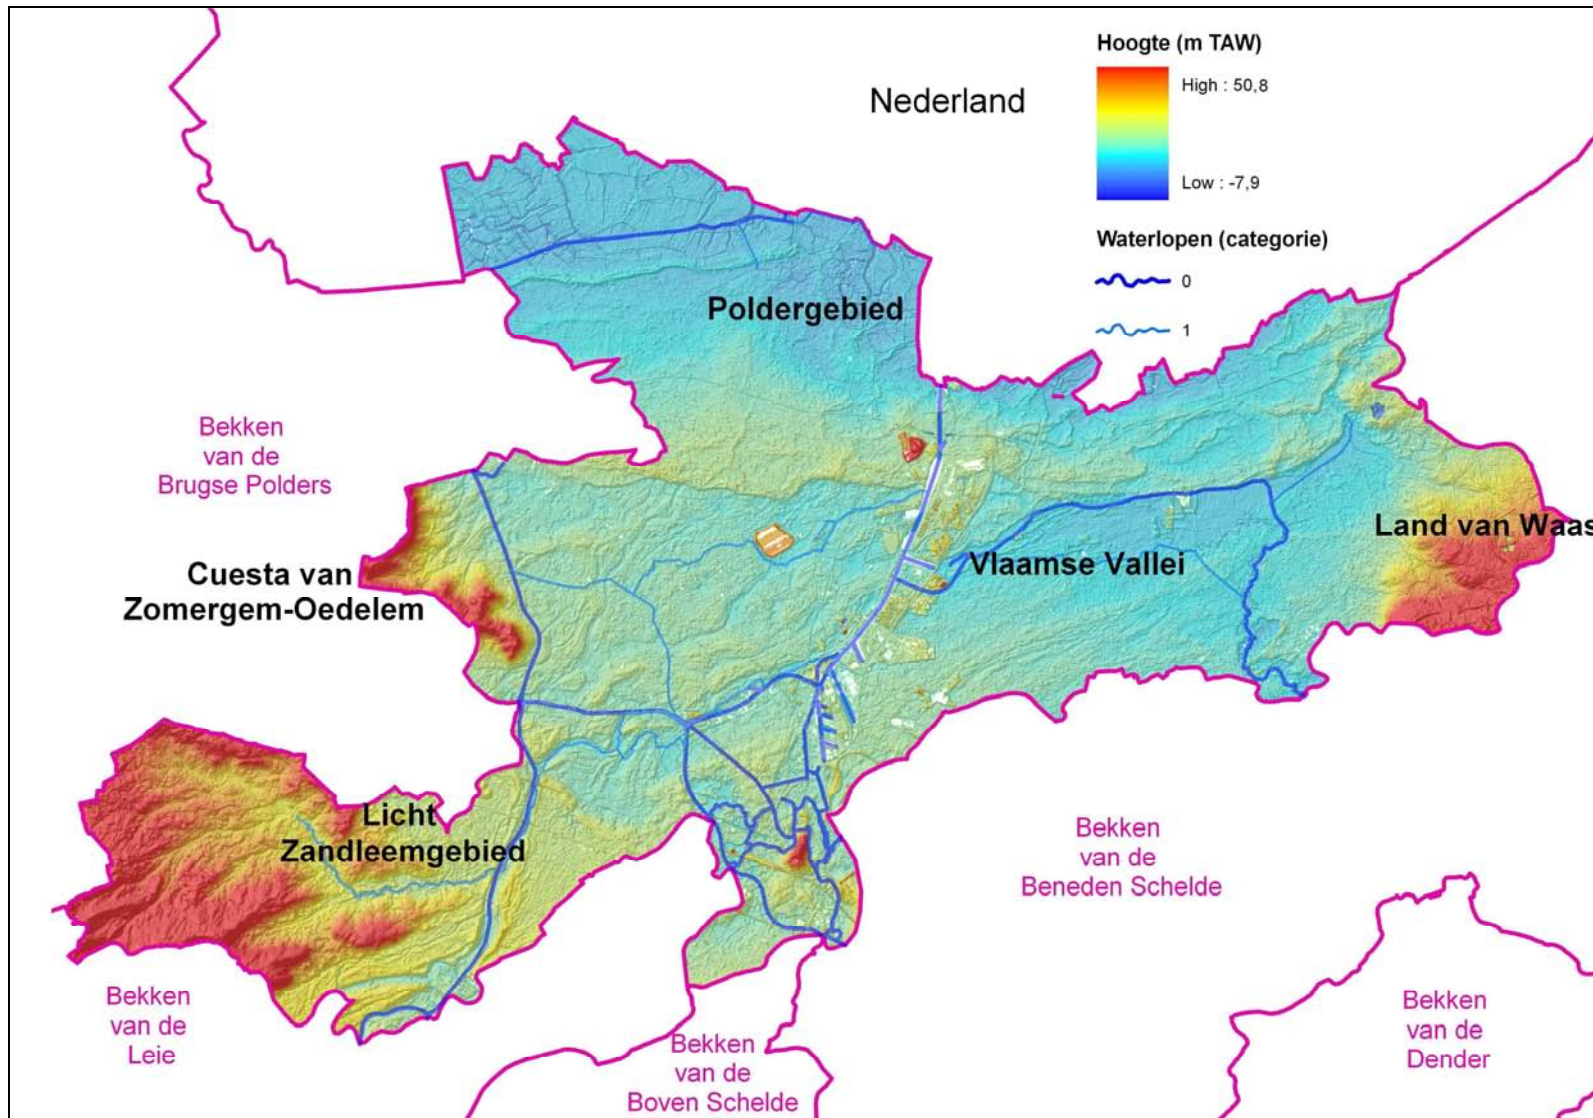 Hoogte (m TAW)
High : 50,8
Low : -7,9
Waterlopen (categorie)
0
1
Nederland
Poldergebied
Bekken
van de
Brugse Polders
Land van Waas
Vlaamse Vallei
Cuesta van
Zomergem-Oedelem
Licht
Zandleemgebied
Bekken
van de
Beneden Schelde
Bekken
van de
Leie
Bekken
van de
Boven Schelde
Bekken
van de
Dender